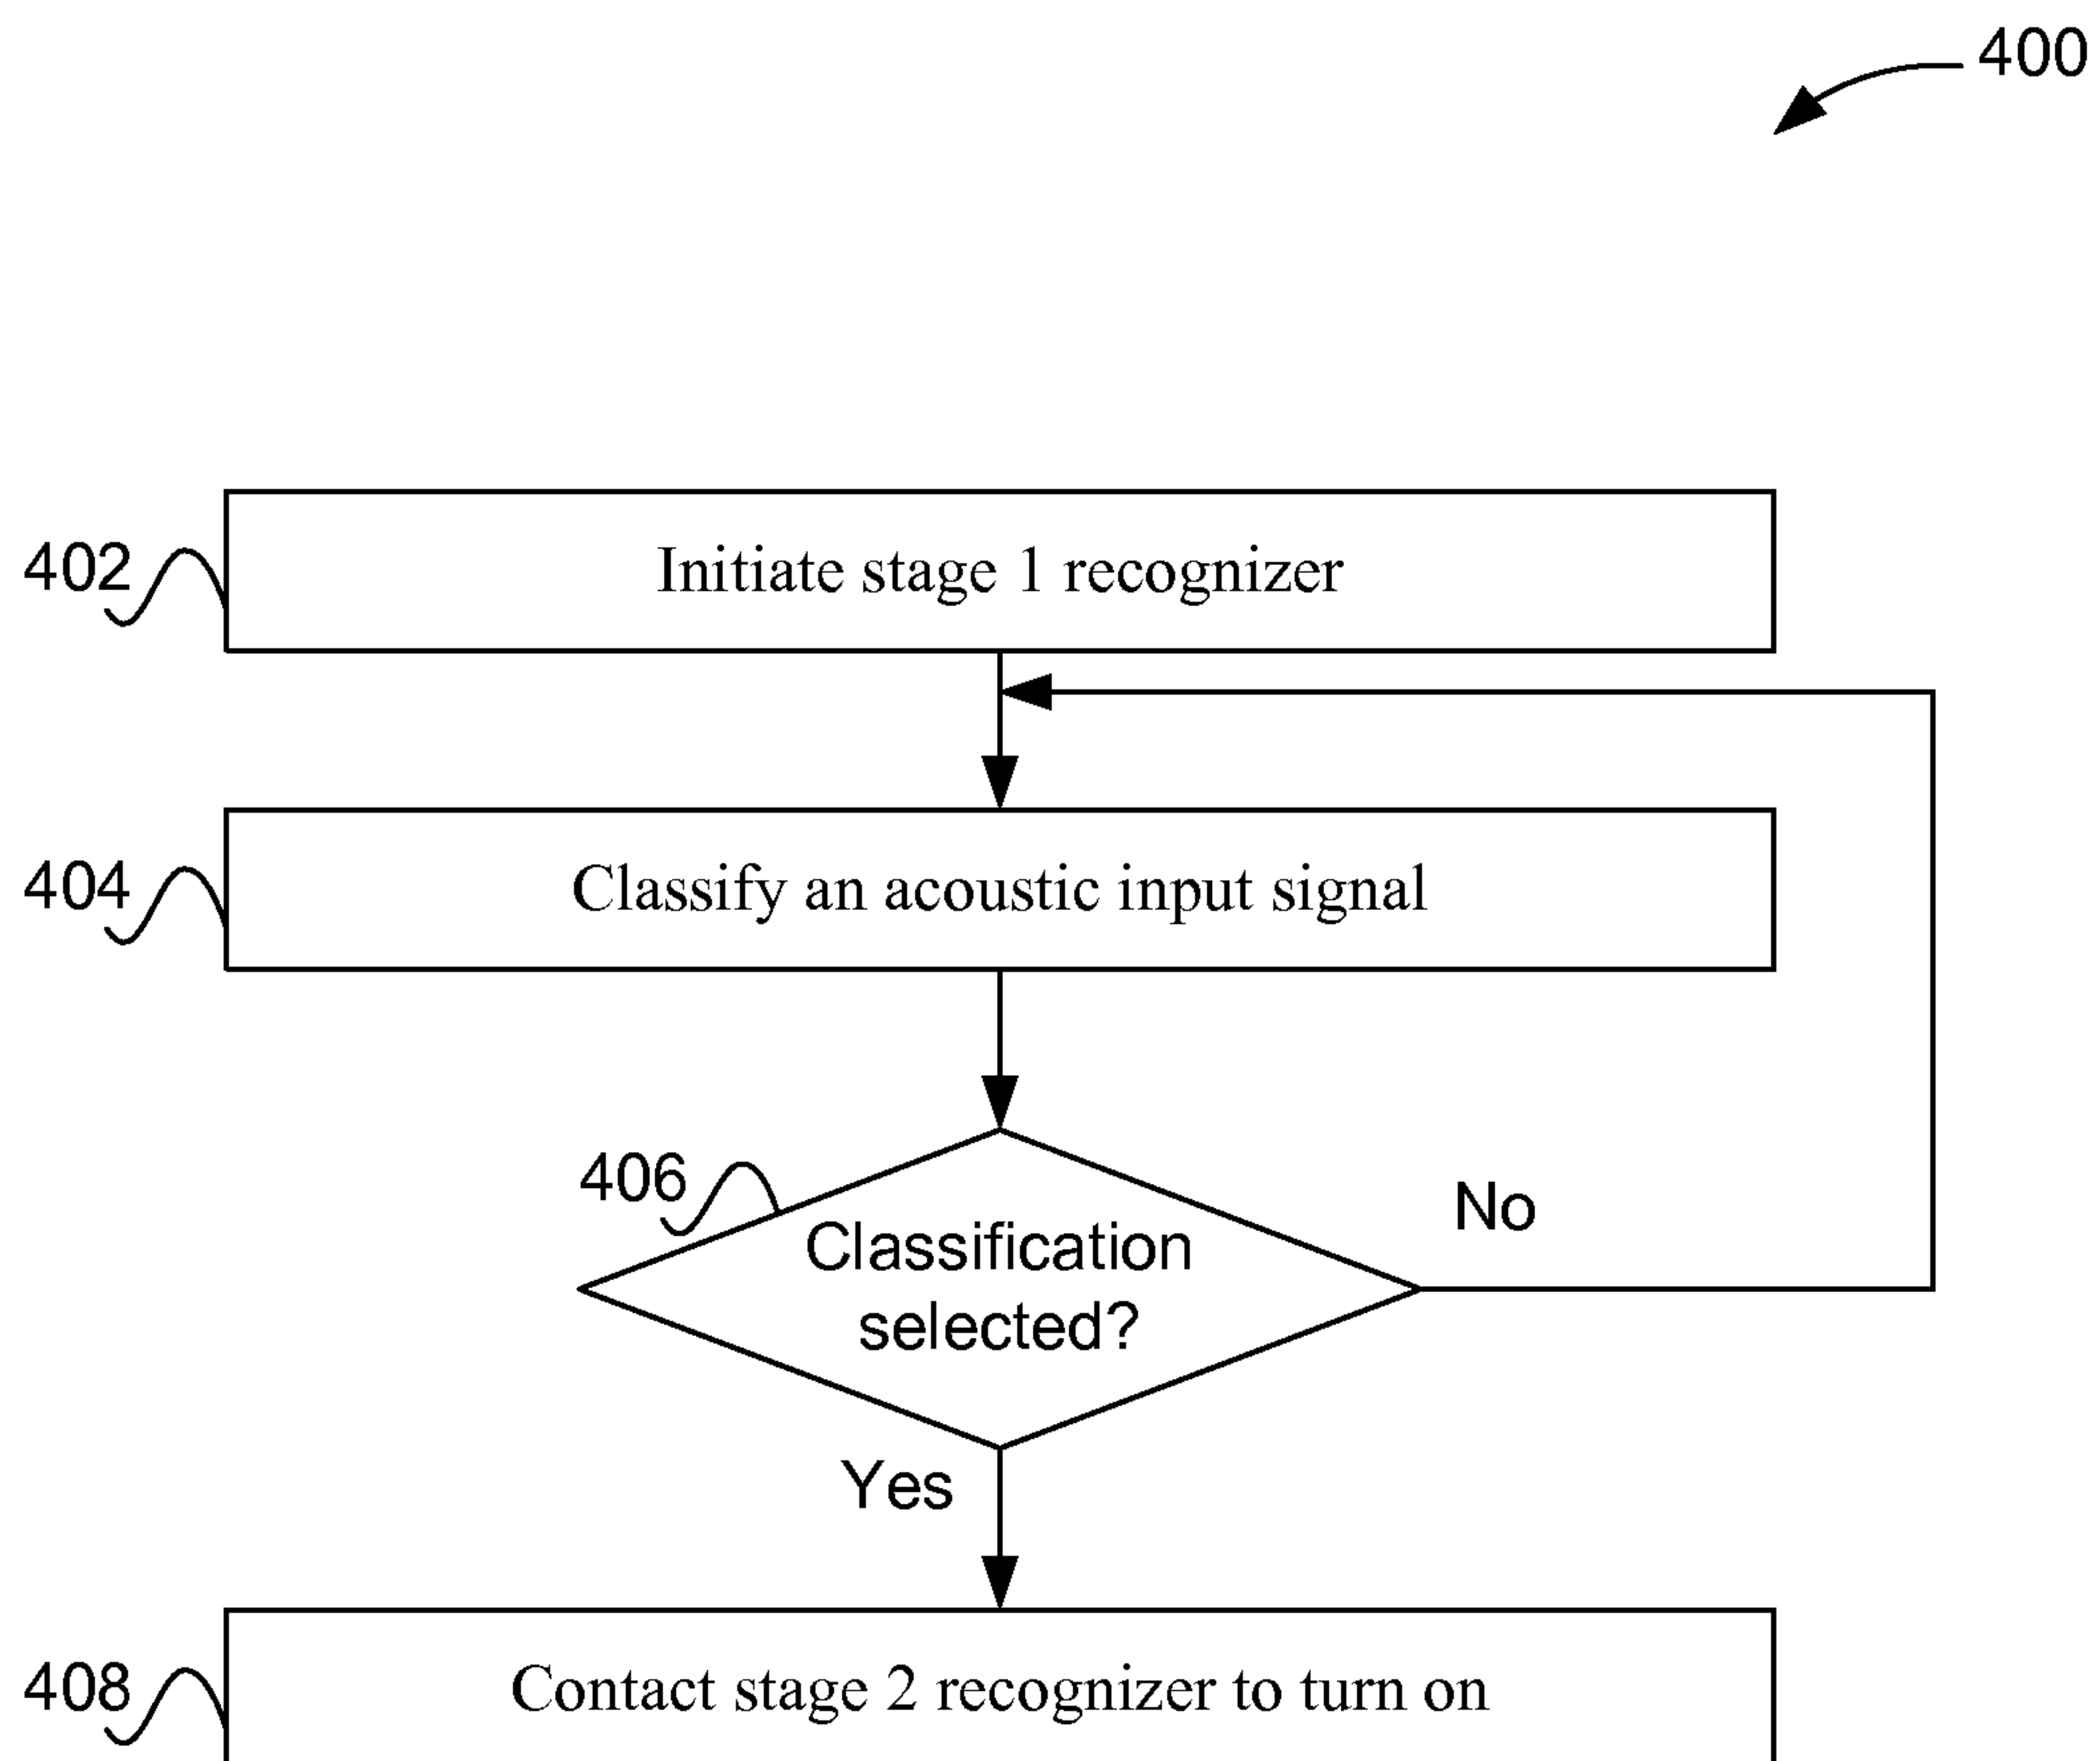 400
402
Initiate stage 1 recognizer
404
Classify an acoustic input signal
406
Classification
selected?
No
Yes
408
Contact stage 2 recognizer to turn on